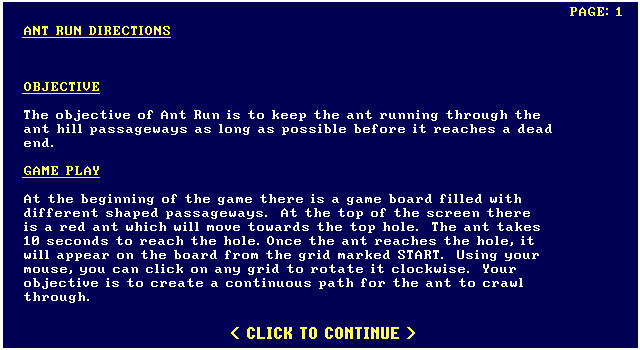 PAGE: 1
ANT RUN DIRECTIONS
OBJECTIVE
The objective of Ant Run is to keep the ant running through the
ant hill passageways as long as possible before it reaches a dead
end.
GAME PLAY
At the beginning of the game there is a game board filled with
different shaped passageways.  At the top of the screen there
is a red ant which will move towards the top hole.  The ant takes
10 seconds to reach the hole. Once the ant reaches the hole, it
will appear on the board from the grid marked START.  Using your
mouse, you can click on any grid to rotate it clockwise.  Your
objective is to create a continuous path for the ant to crawl
through.
< CLICK TO CONTINUE >